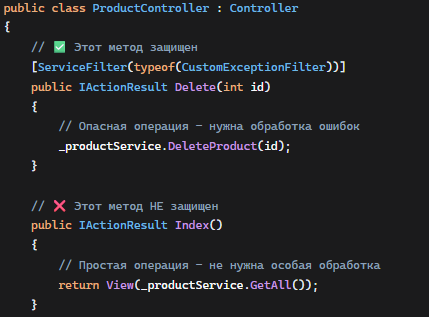 public class ProductController : Controller
{
    // ✅ Этот метод защищен
    [ServiceFilter(typeof(CustomExceptionFilter))]
    public IActionResult Delete(int id)
    {
        // Опасная операция - нужна обработка ошибок
        _productService.DeleteProduct(id);
    }

    // ❌ Этот метод НЕ защищен
    public IActionResult Index()
    {
        // Простая операция - не нужна особая обработка
        return View(_productService.GetAll());
    }